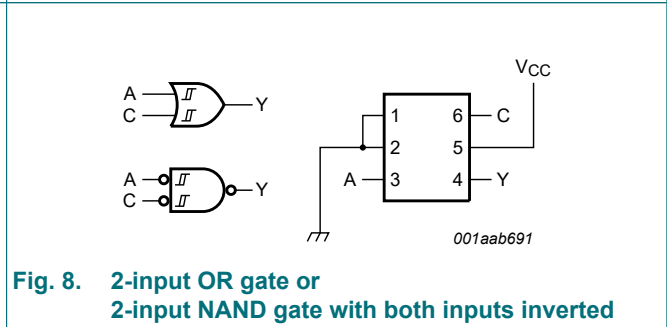 VCC
A
C
Y
A
C
Y
1 6 C
2 5
A 3 4 Y
001aab691
Fig. 8. 2-input OR gate or
2-input NAND gate with both inputs inverted